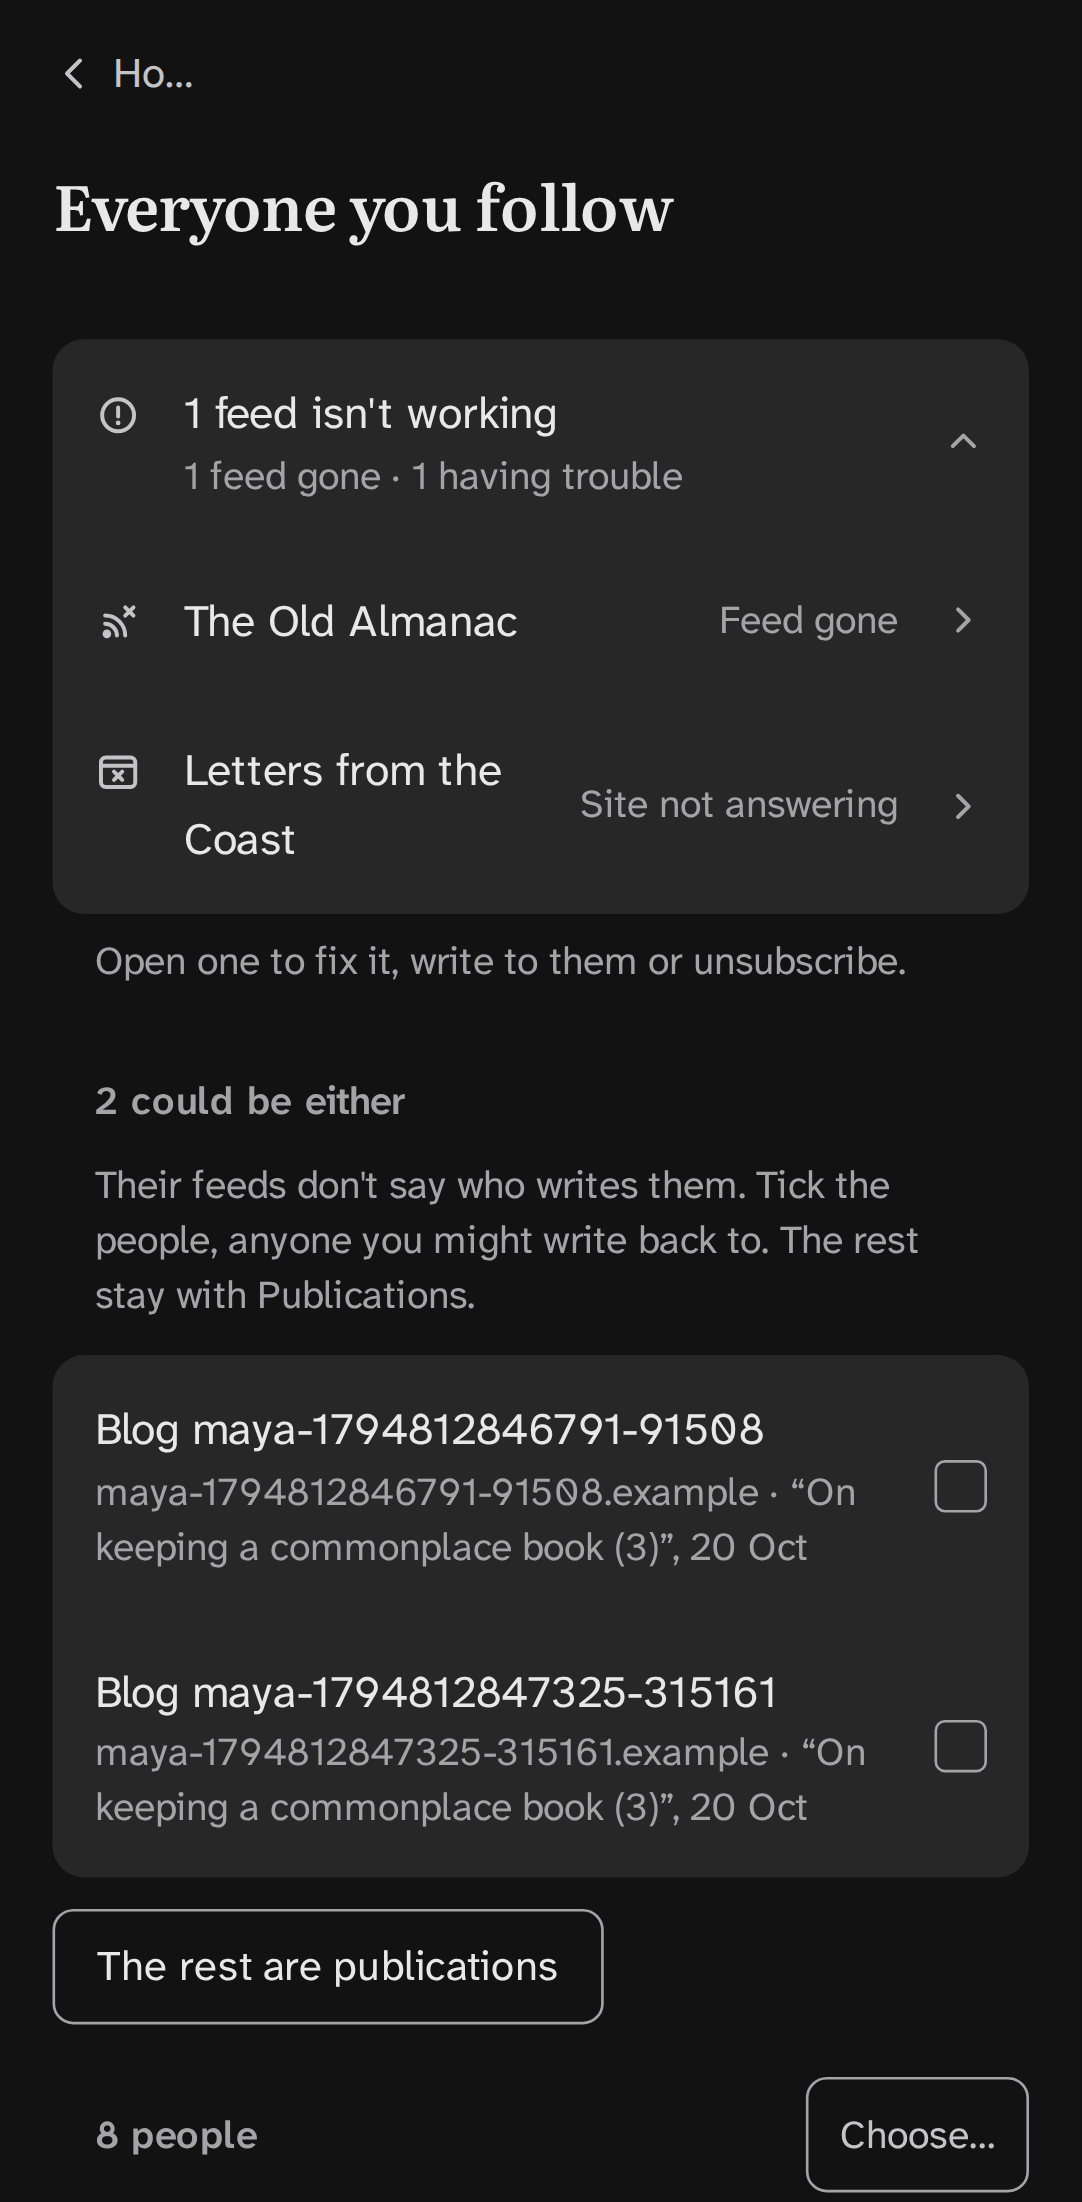 Ho...
Everyone you follow
1 feed isn't working
1 feed gone · 1 having trouble
The Old Almanac
Feed gone
Letters from the
Coast
Site not answering
Open one to fix it, write to them or unsubscribe.
2 could be either
Their feeds don't say who writes them. Tick the
people, anyone you might write back to. The rest
stay with Publications.
Blog maya-1794812846791-91508
maya-1794812846791-91508.example · “On
keeping a commonplace book (3)”, 20 Oct
Blog maya-1794812847325-315161
maya-1794812847325-315161.example · “On
keeping a commonplace book (3)”, 20 Oct
The rest are publications
8 people
Choose...